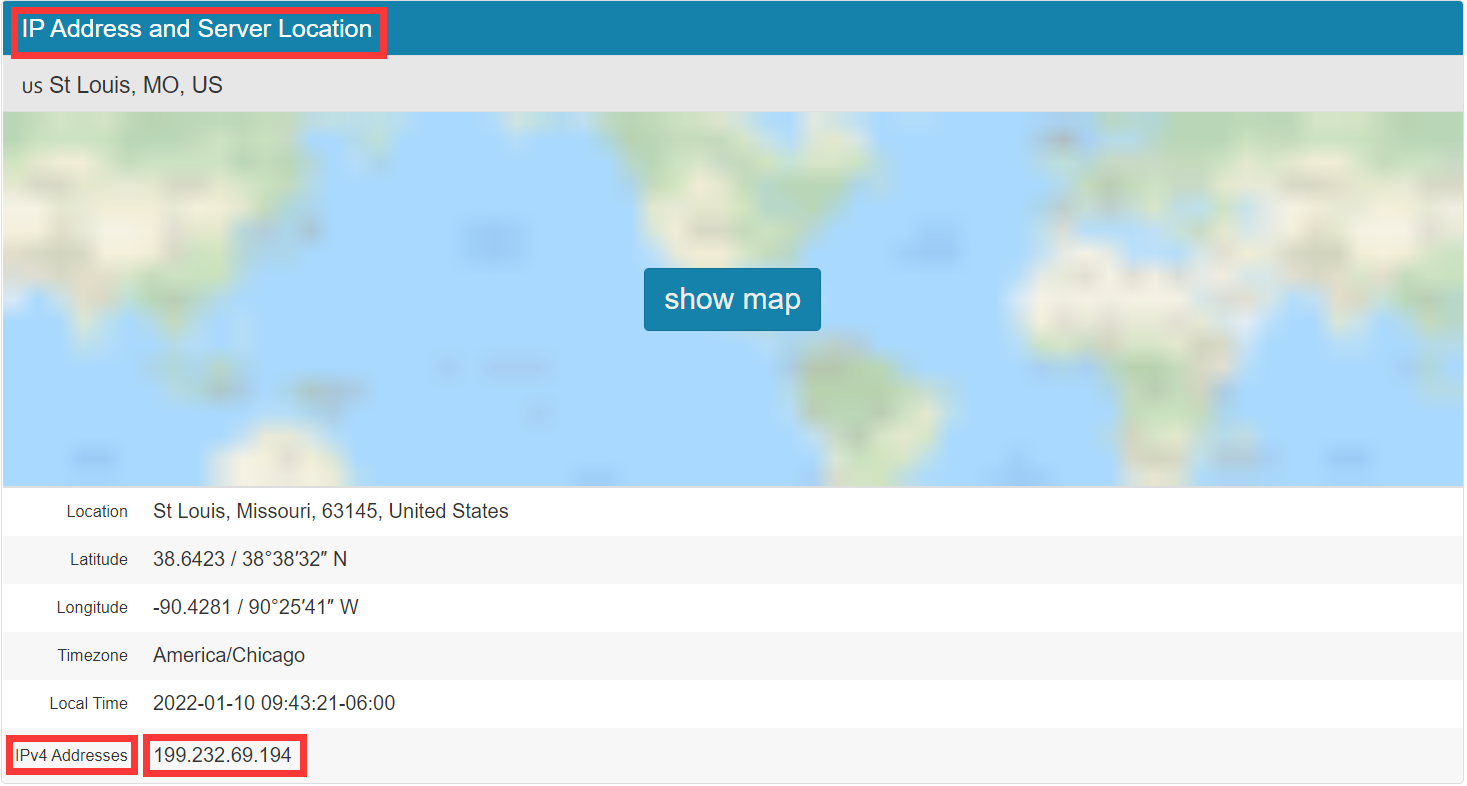 IP Address and Server Location
US St Louis, MO, US
show map
Location St Louis, Missouri, 63145, United States
Latitude 38.6423 / 38°38′32″ N
Longitude -90.4281 / 90°25′41″ W
Timezone America/Chicago
Local Time 2022-01-10 09:43:21-06:00
IPv4 Addresses 199.232.69.194